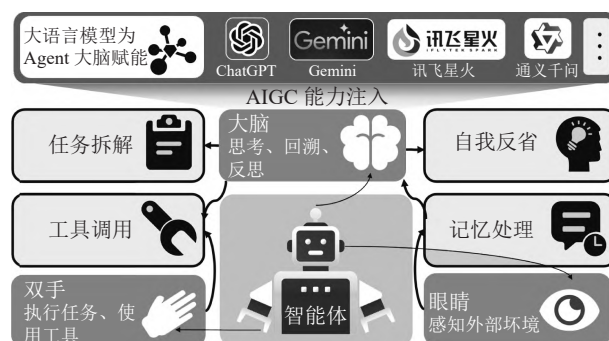 大语言模型为
Agent 大脑赋能
ChatGPT
Gemini
Gemini
讯飞星火
IFLYTEK SPARK
讯飞星火
通义千问
AIGC 能力注入
任务拆解
大脑
思考、回溯、
反思
自我反省
工具调用
记忆处理
双手
执行任务、使
用工具
智能体
眼睛
感知外部坏境